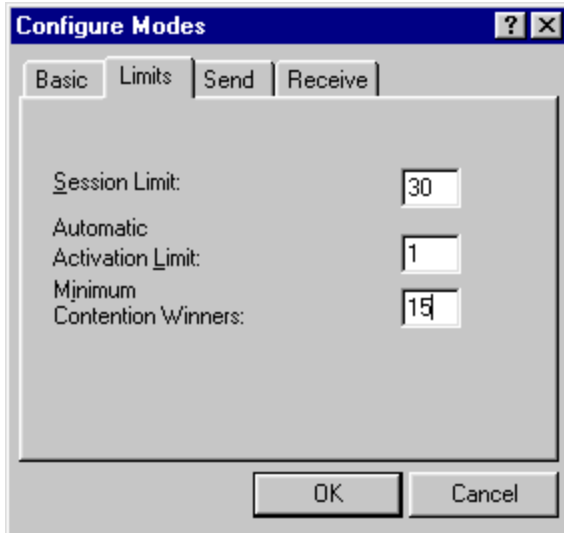 Configure Modes
Basic Limits Send Receive
Session Limit: 30
Automatic
Activation Limit: 1
Minimum
Contention Winners: 15
OK Cancel